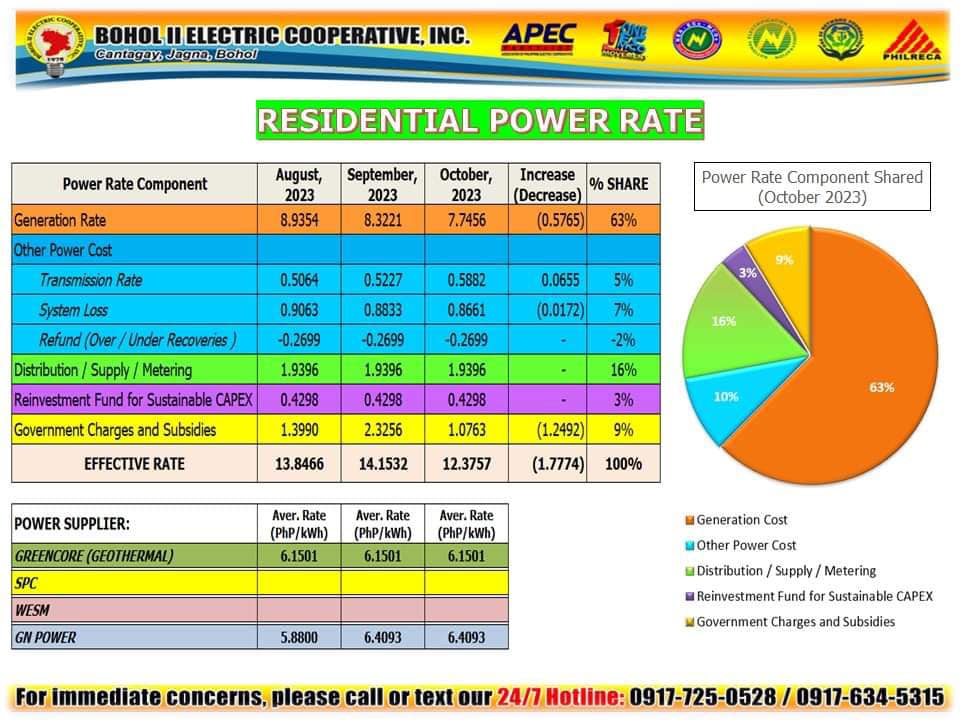 BOHOL II ELECTRIC COOPERATIVE, INC.
Cantagay, Jagna, Bohol
1978
APEC
PARTYLIST
MOVEMENT
PHILRECA
RESIDENTIAL POWER RATE
Power Rate Component August, 2023 September, 2023 October, 2023 Increase (Decrease) % SHARE
Generation Rate 8.9354 8.3221 7.7456 (0.5765) 63%
Other Power Cost
Transmission Rate 0.5064 0.5227 0.5882 0.0655 5%
System Loss 0.9063 0.8833 0.8661 (0.0172) 7%
Refund (Over / Under Recoveries ) -0.2699 -0.2699 -0.2699 - -2%
Distribution / Supply / Metering 1.9396 1.9396 1.9396 - 16%
Reinvestment Fund for Sustainable CAPEX 0.4298 0.4298 0.4298 - 3%
Government Charges and Subsidies 1.3990 2.3256 1.0763 (1.2492) 9%
EFFECTIVE RATE 13.8466 14.1532 12.3757 (1.7774) 100%
Power Rate Component Shared
(October 2023)
9%
3%
16%
10%
63%
Generation Cost
Other Power Cost
Distribution / Supply / Metering
Reinvestment Fund for Sustainable CAPEX
Government Charges and Subsidies
POWER SUPPLIER: Aver. Rate (PhP/kWh) Aver. Rate (PhP/kWh) Aver. Rate (PhP/kWh)
GREENCORE (GEOTHERMAL) 6.1501 6.1501 6.1501
SPC
WESM
GN POWER 5.8800 6.4093 6.4093
For immediate concerns, please call or text our 24/7 Hotline: 0917-725-0528 / 0917-634-5315